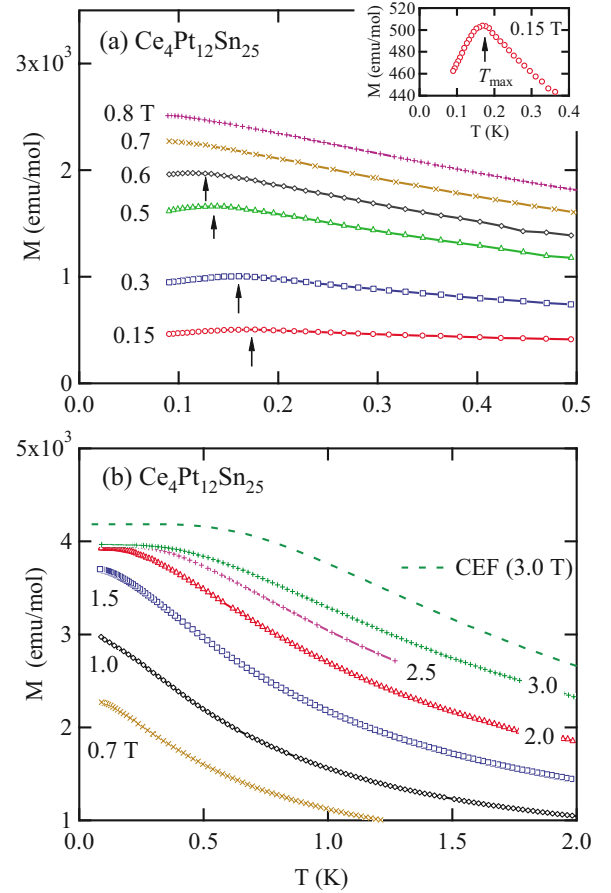 (a) Ce4Pt12Sn25
3x10³
2
1
0
M (emu/mol)
0.8 T
0.7
0.6
0.5
0.3
0.15
0.0 0.1 0.2 0.3 0.4 0.5
520
500
480
460
440
M (emu/mol)
0.15 T
Tmax
0.0 0.1 0.2 0.3 0.4
T (K)
(b) Ce4Pt12Sn25
5x10³
4
3
2
1
M (emu/mol)
CEF (3.0 T)
1.5
2.5
1.0
3.0
2.0
0.7 T
0.0 0.5 1.0 1.5 2.0
T (K)